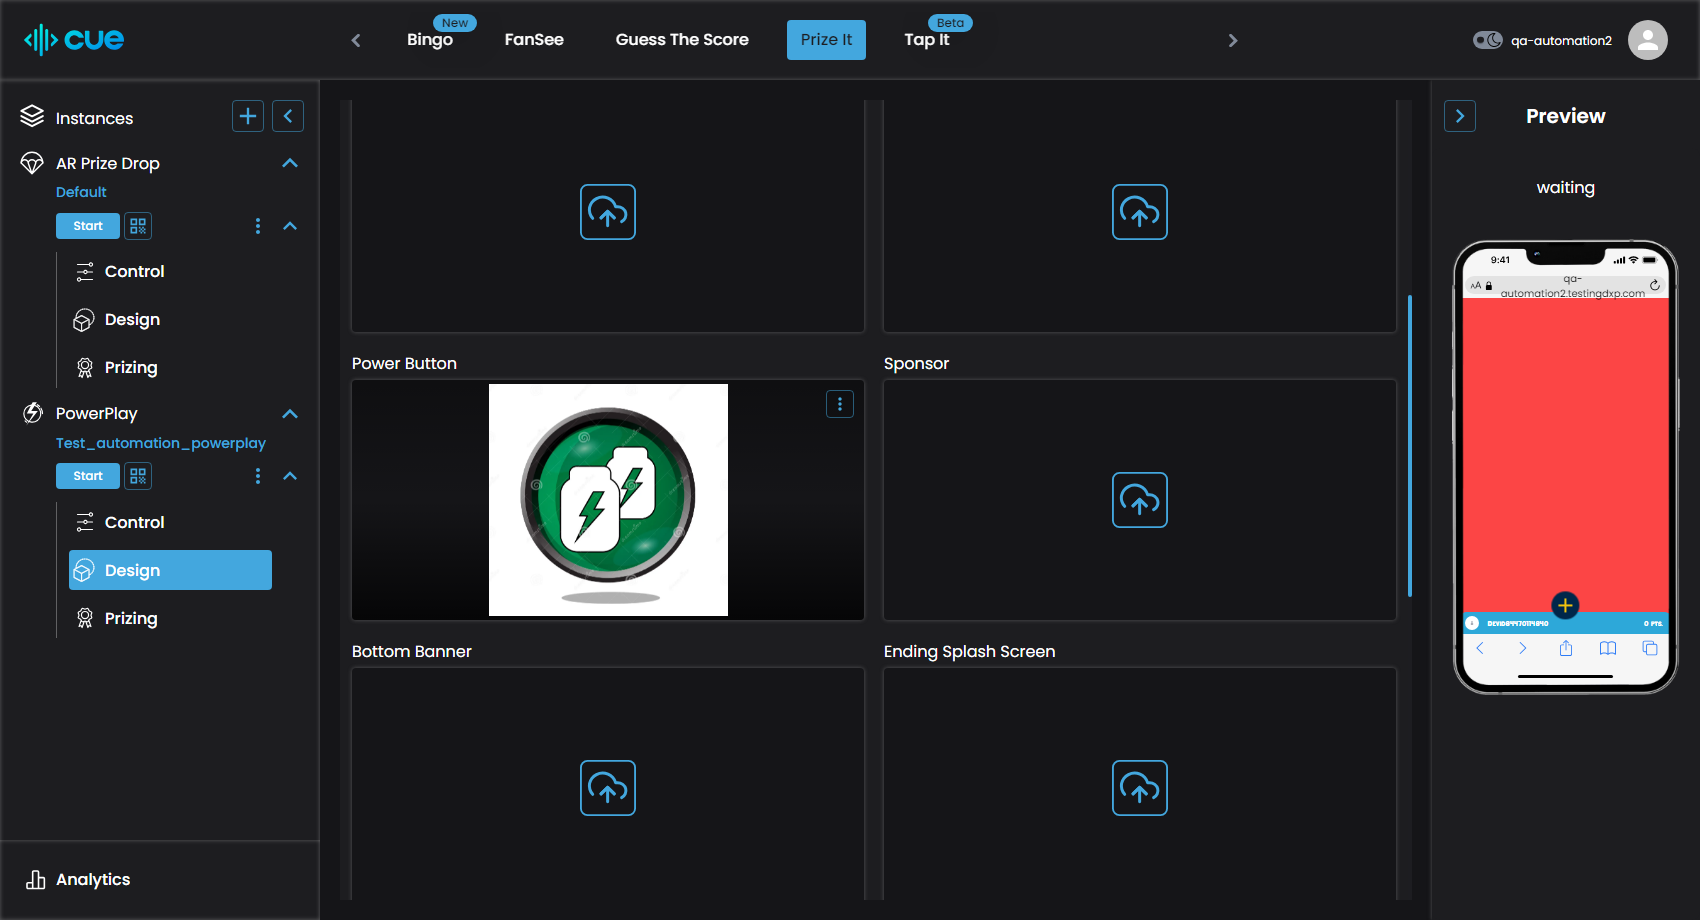 cue
New
Bingo
FanSee
Guess The Score
Prize It
Beta
Tap It
qa-automation2
Instances
AR Prize Drop
Default
Start
Control
Design
Prizing
PowerPlay
Test_automation_powerplay
Start
Control
Design
Prizing
Analytics
Power Button
Sponsor
Bottom Banner
Ending Splash Screen
Preview
waiting
9:41
AA
qa-
automation2.testingdxp.com
0 PTS.